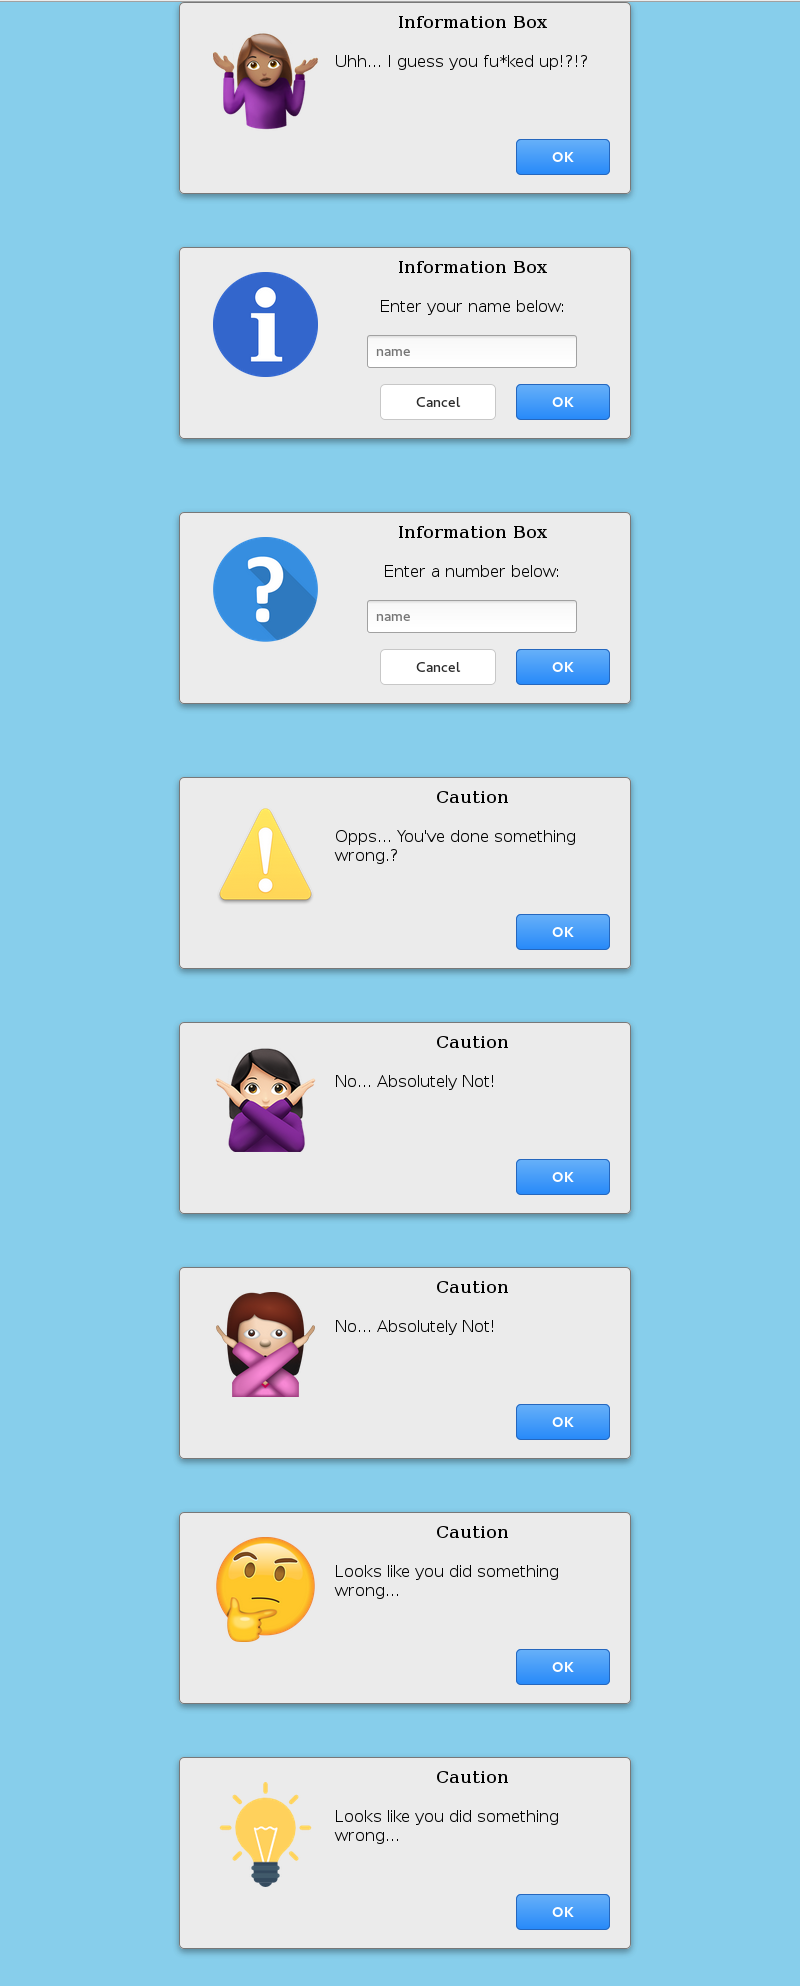 Information Box
Uhh... I guess you fu*ked up!?!?
OK
Information Box
Enter your name below:
name
Cancel OK
Information Box
Enter a number below:
name
Cancel OK
Caution
Opps... You've done something
wrong.?
OK
Caution
No... Absolutely Not!
OK
Caution
No... Absolutely Not!
OK
Caution
Looks like you did something
wrong...
OK
Caution
Looks like you did something
wrong...
OK